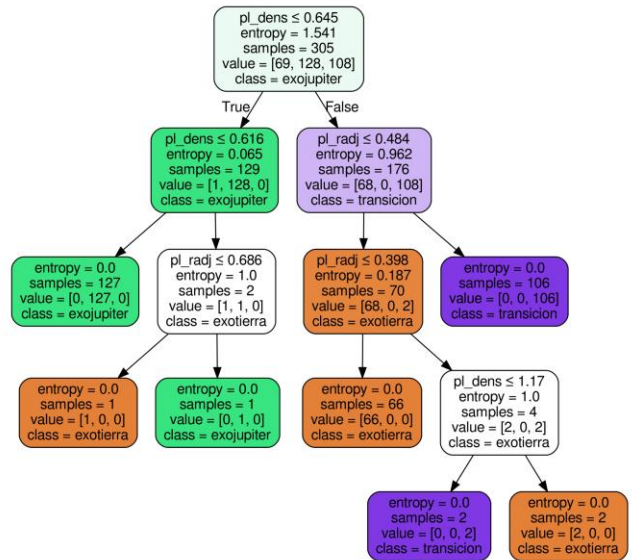 pl_dens ≤ 0.645
entropy = 1.541
samples = 305
value = [69, 128, 108]
class = exojupiter
True
False
pl_dens ≤ 0.616
entropy = 0.065
samples = 129
value = [1, 128, 0]
class = exojupiter
pl_radj ≤ 0.484
entropy = 0.962
samples = 176
value = [68, 0, 108]
class = transicion
entropy = 0.0
samples = 127
value = [0, 127, 0]
class = exojupiter
pl_radj ≤ 0.686
entropy = 1.0
samples = 2
value = [1, 1, 0]
class = exotierra
pl_radj ≤ 0.398
entropy = 0.187
samples = 70
value = [68, 0, 2]
class = exotierra
entropy = 0.0
samples = 106
value = [0, 0, 106]
class = transicion
entropy = 0.0
samples = 1
value = [1, 0, 0]
class = exotierra
entropy = 0.0
samples = 1
value = [0, 1, 0]
class = exojupiter
entropy = 0.0
samples = 66
value = [66, 0, 0]
class = exotierra
pl_dens ≤ 1.17
entropy = 1.0
samples = 4
value = [2, 0, 2]
class = exotierra
entropy = 0.0
samples = 2
value = [0, 0, 2]
class = transicion
entropy = 0.0
samples = 2
value = [2, 0, 0]
class = exotierra